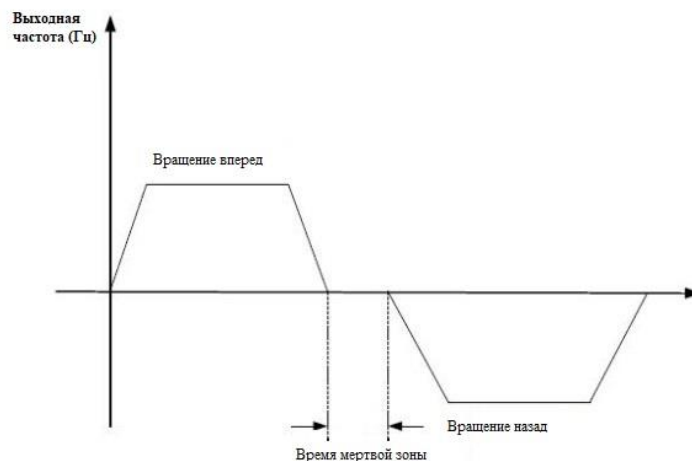 Выходная
частота (Гц)
Вращение вперед
Вращение назад
Время мертвой зоны